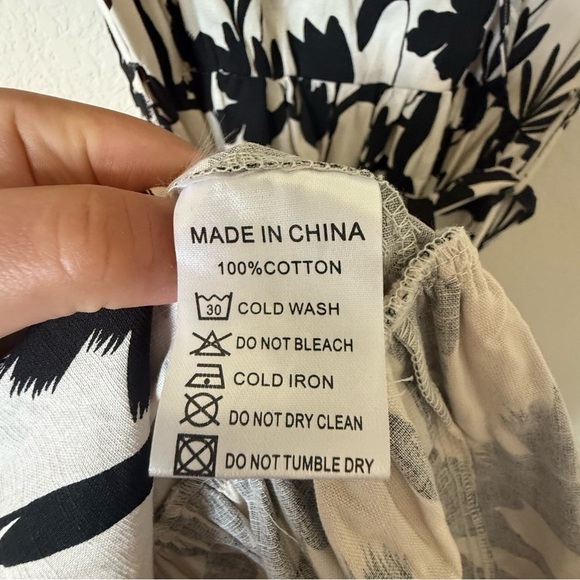 MADE IN CHINA
100%COTTON
30 COLD WASH
DO NOT BLEACH
COLD IRON
DO NOT DRY CLEAN
DO NOT TUMBLE DRY